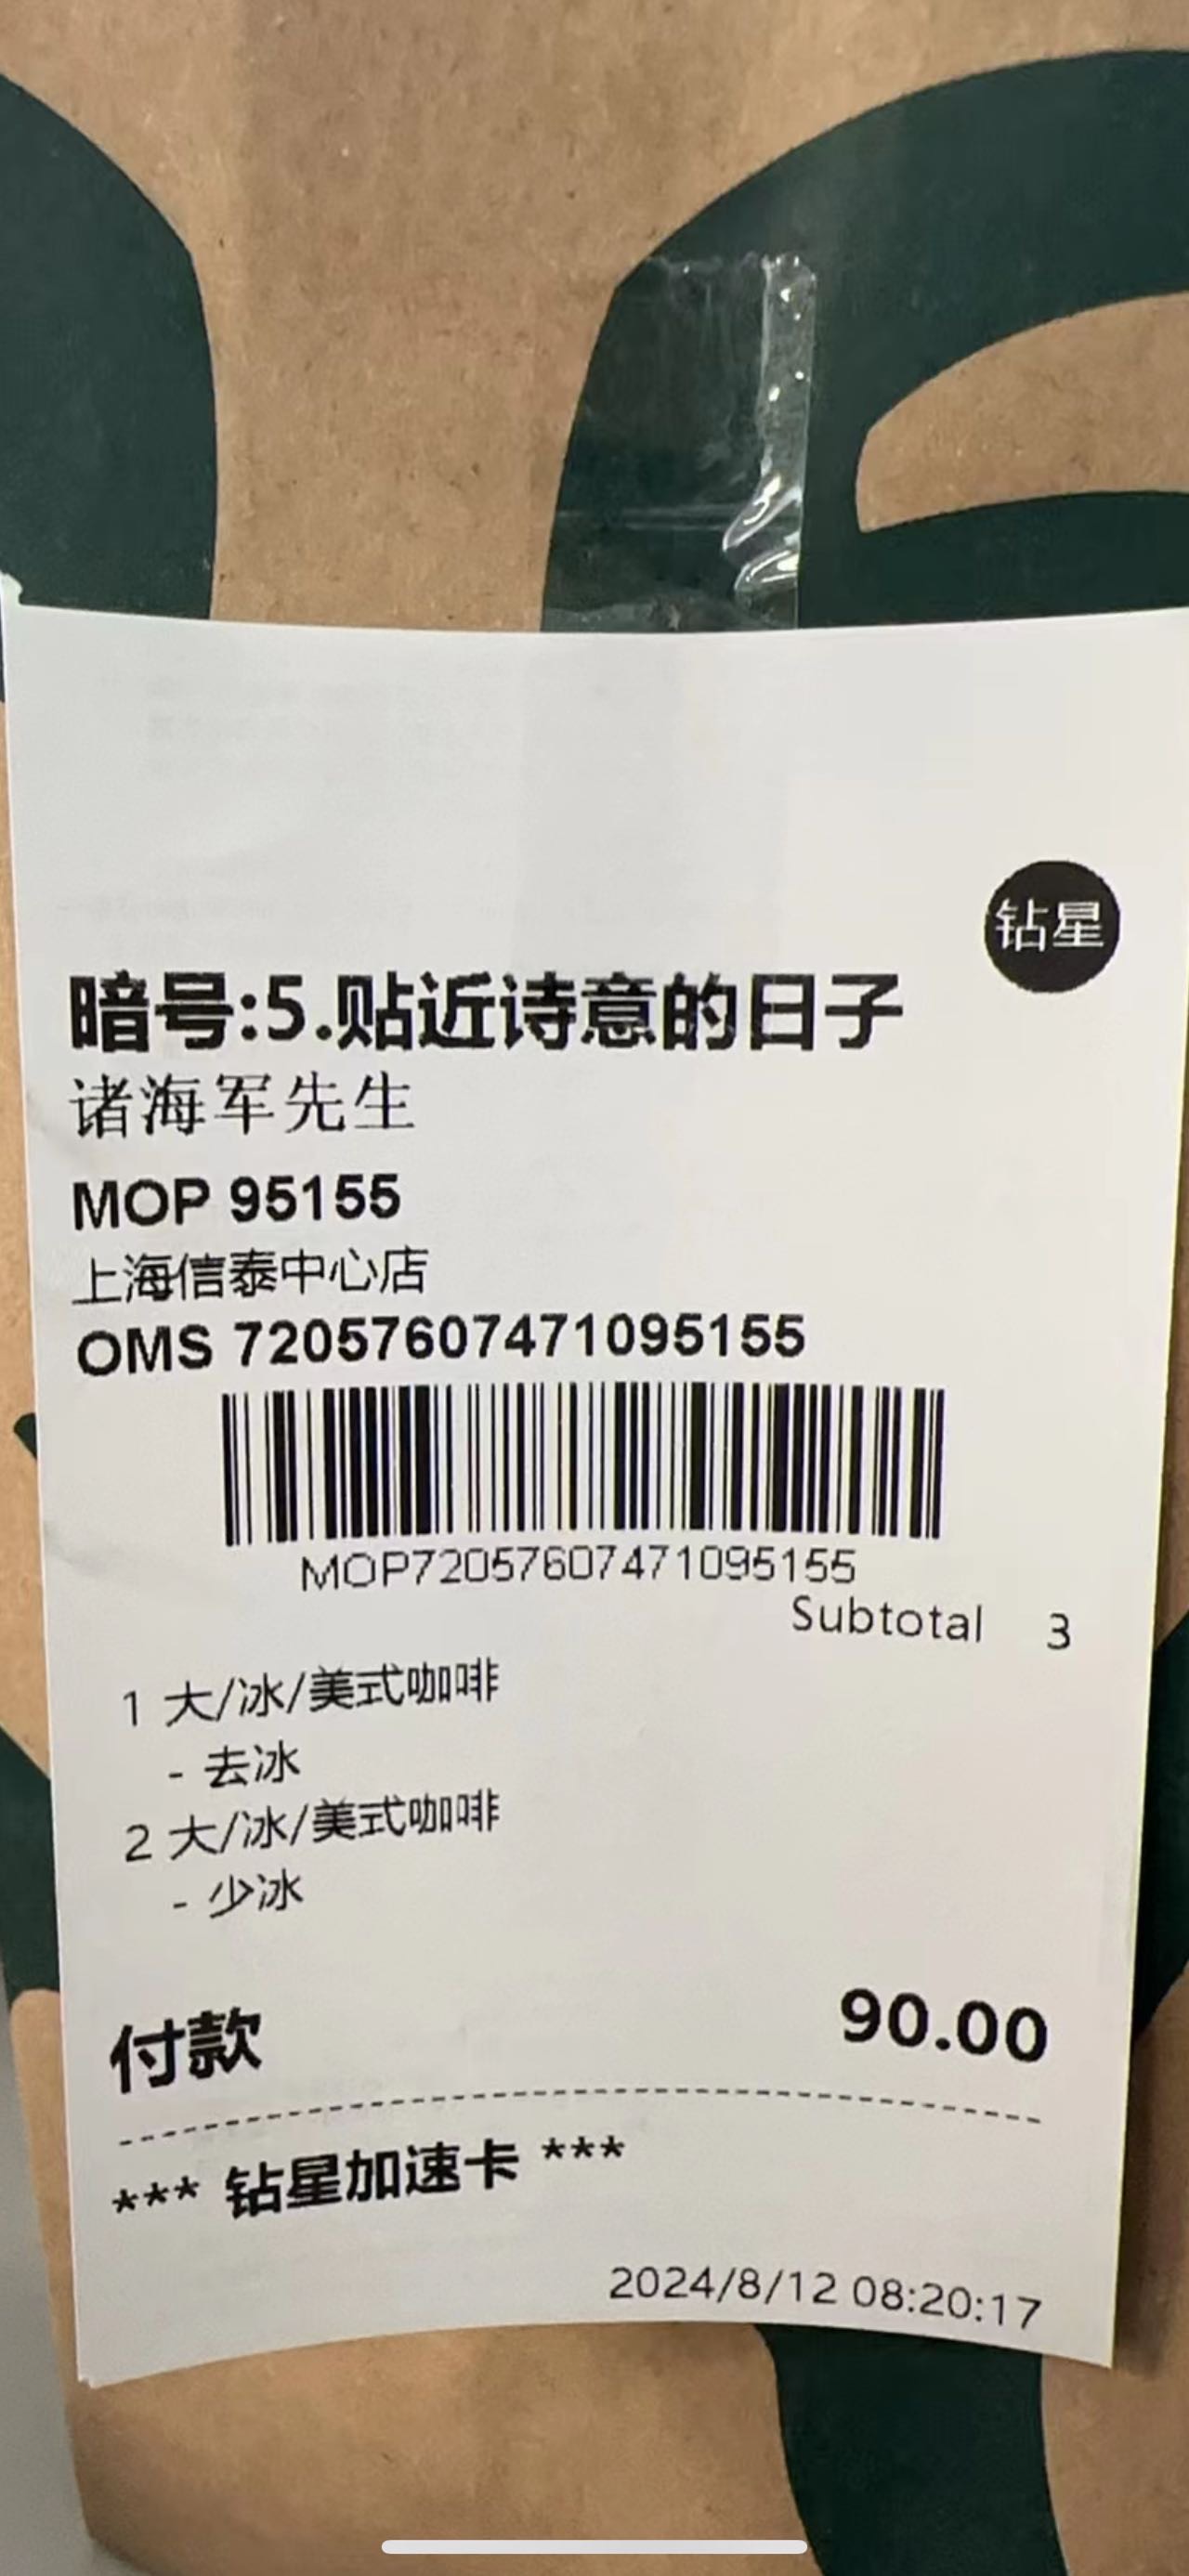 钻星
暗号:5.贴近诗意的日子
诸海军先生
MOP 95155
上海信泰中心店
OMS 72057607471095155
MOP72057607471095155
Subtotal 3
1 大/冰/美式咖啡
- 去冰
2 大/冰/美式咖啡
- 少冰
付款 90.00
*** 钻星加速卡 ***
2024/8/12 08:20:17